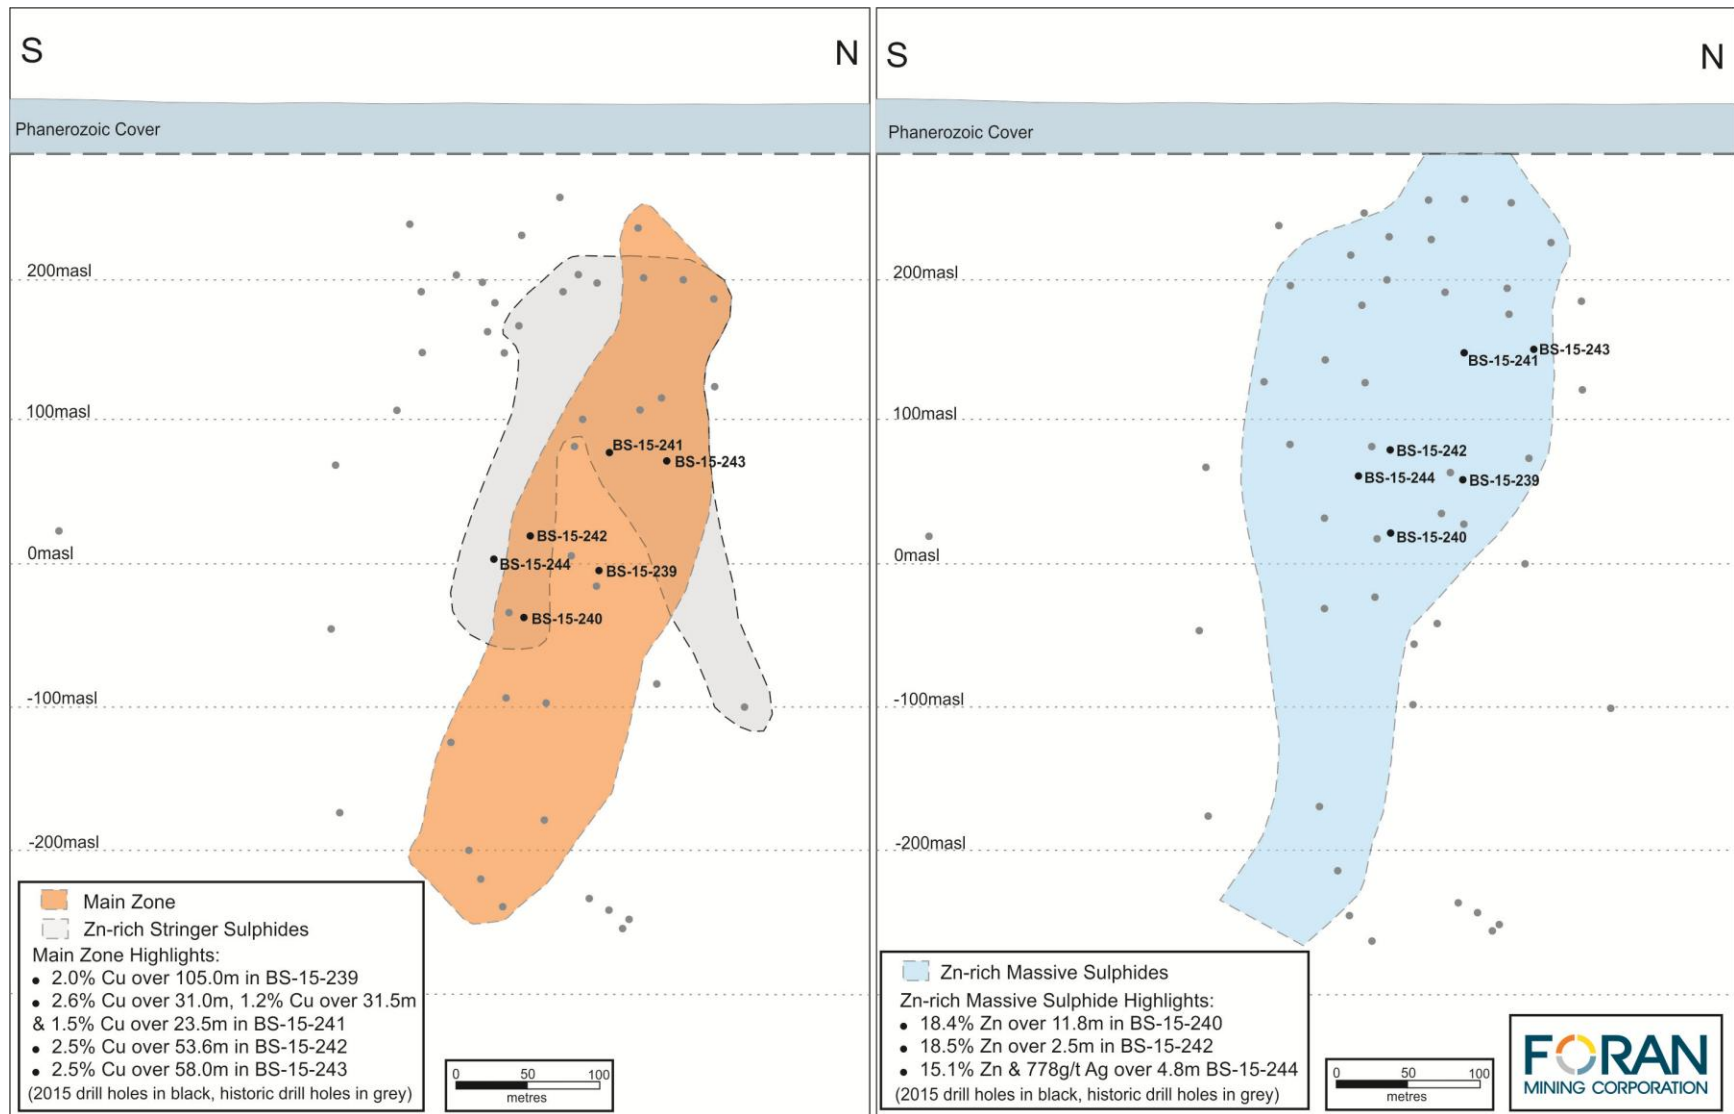 S
N
Phanerozoic Cover
200masl
100masl
BS-15-241
BS-15-243
BS-15-242
BS-15-244
BS-15-239
0masl
BS-15-240
-100masl
-200masl
Main Zone
Zn-rich Stringer Sulphides
Main Zone Highlights:
• 2.0% Cu over 105.0m in BS-15-239
• 2.6% Cu over 31.0m, 1.2% Cu over 31.5m
& 1.5% Cu over 23.5m in BS-15-241
• 2.5% Cu over 53.6m in BS-15-242
• 2.5% Cu over 58.0m in BS-15-243
(2015 drill holes in black, historic drill holes in grey)
0 50 100
metres
S
N
Phanerozoic Cover
200masl
BS-15-243
BS-15-241
100masl
BS-15-242
BS-15-244
BS-15-239
BS-15-240
0masl
-100masl
-200masl
Zn-rich Massive Sulphides
Zn-rich Massive Sulphide Highlights:
• 18.4% Zn over 11.8m in BS-15-240
• 18.5% Zn over 2.5m in BS-15-242
• 15.1% Zn & 778g/t Ag over 4.8m BS-15-244
(2015 drill holes in black, historic drill holes in grey)
0 50 100
metres
FORAN
MINING CORPORATION